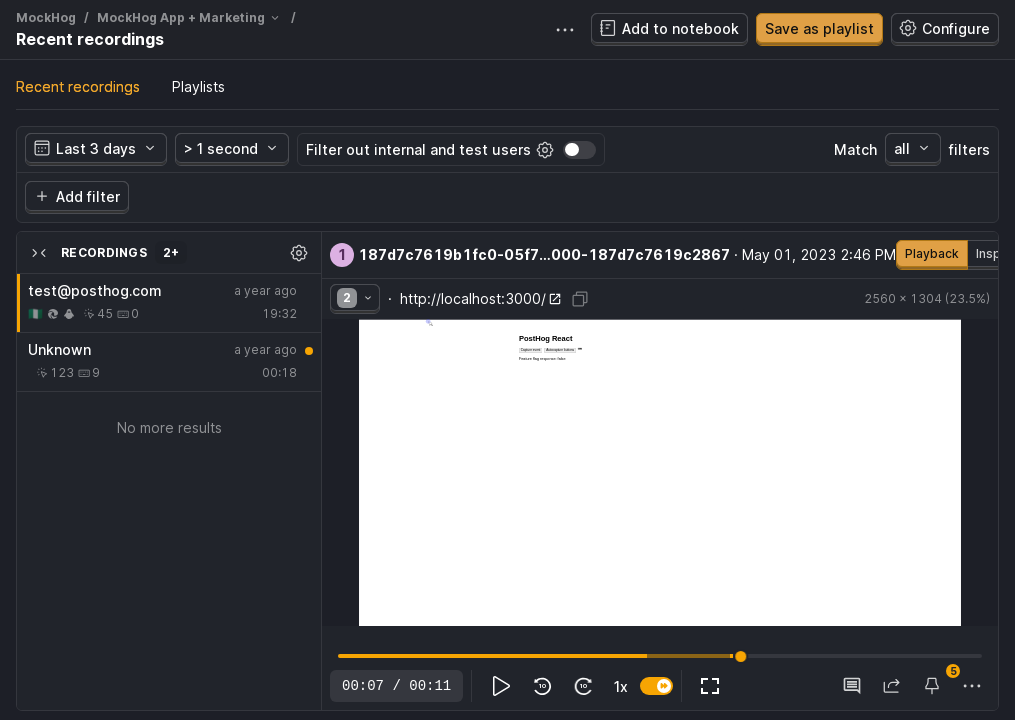 MockHog / MockHog App + Marketing /
Recent recordings
Add to notebook
Save as playlist
Configure
Recent recordings
Playlists
Last 3 days
> 1 second
Filter out internal and test users
Match all filters
Add filter
RECORDINGS 2+
test@posthog.com a year ago
45 0 19:32
Unknown a year ago
123 9 00:18
No more results
1 187d7c7619b1fc0-05f7...000-187d7c7619c2867 · May 01, 2023 2:46 PM
Playback
Insp
2 · http://localhost:3000/
2560 × 1304 (23.5%)
PostHog React
Feature flag response: false
00:07 / 00:11
10
10
1x
5